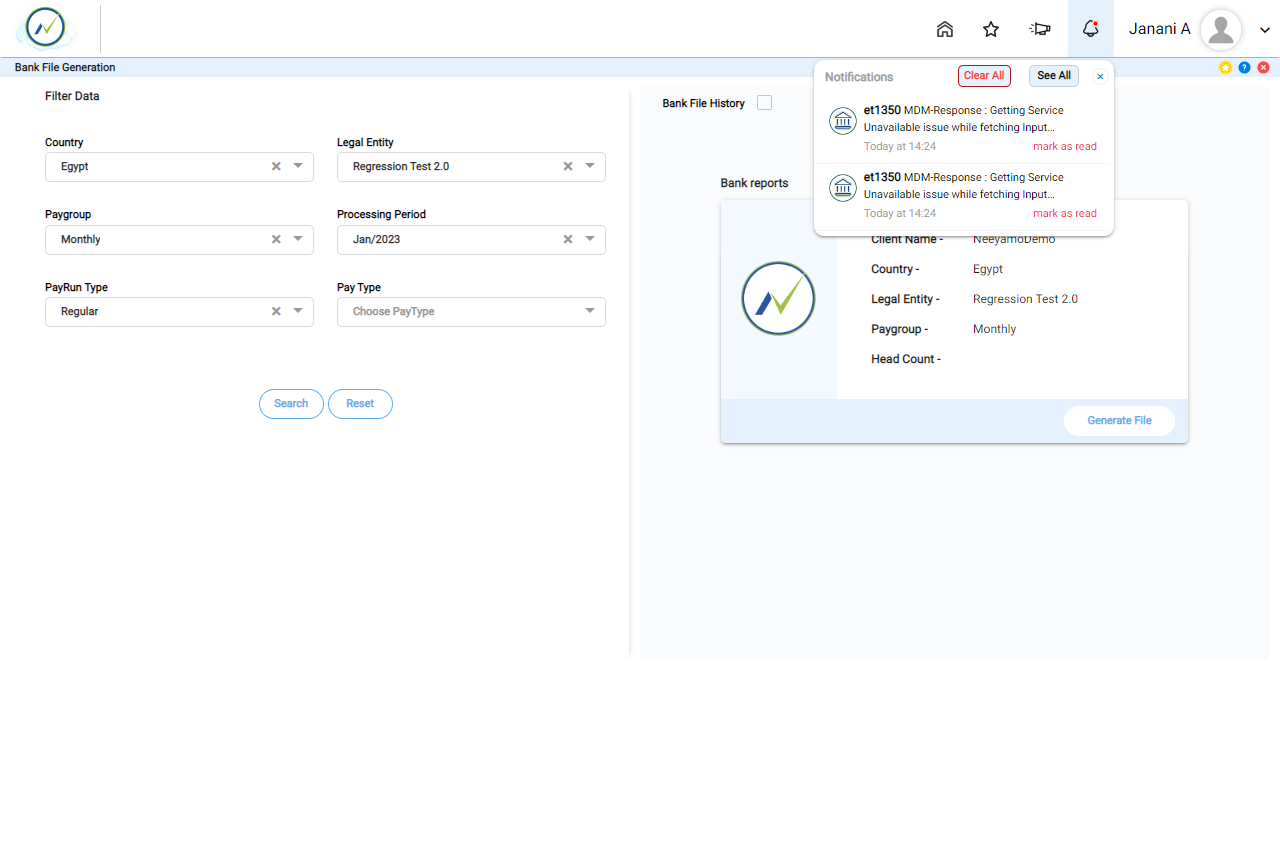 Janani A
Bank File Generation
Notifications Clear All See All
et1350 MDM-Response : Getting Service
Unavailable issue while fetching Input...
Today at 14:24 mark as read
et1350 MDM-Response : Getting Service
Unavailable issue while fetching Input...
Today at 14:24 mark as read
Filter Data
Country
Egypt
Legal Entity
Regression Test 2.0
Paygroup
Monthly
Processing Period
Jan/2023
PayRun Type
Regular
Pay Type
Choose PayType
Search Reset
Bank File History
Bank reports
Client Name - NeeyamoDemo
Country - Egypt
Legal Entity - Regression Test 2.0
Paygroup - Monthly
Head Count -
Generate File